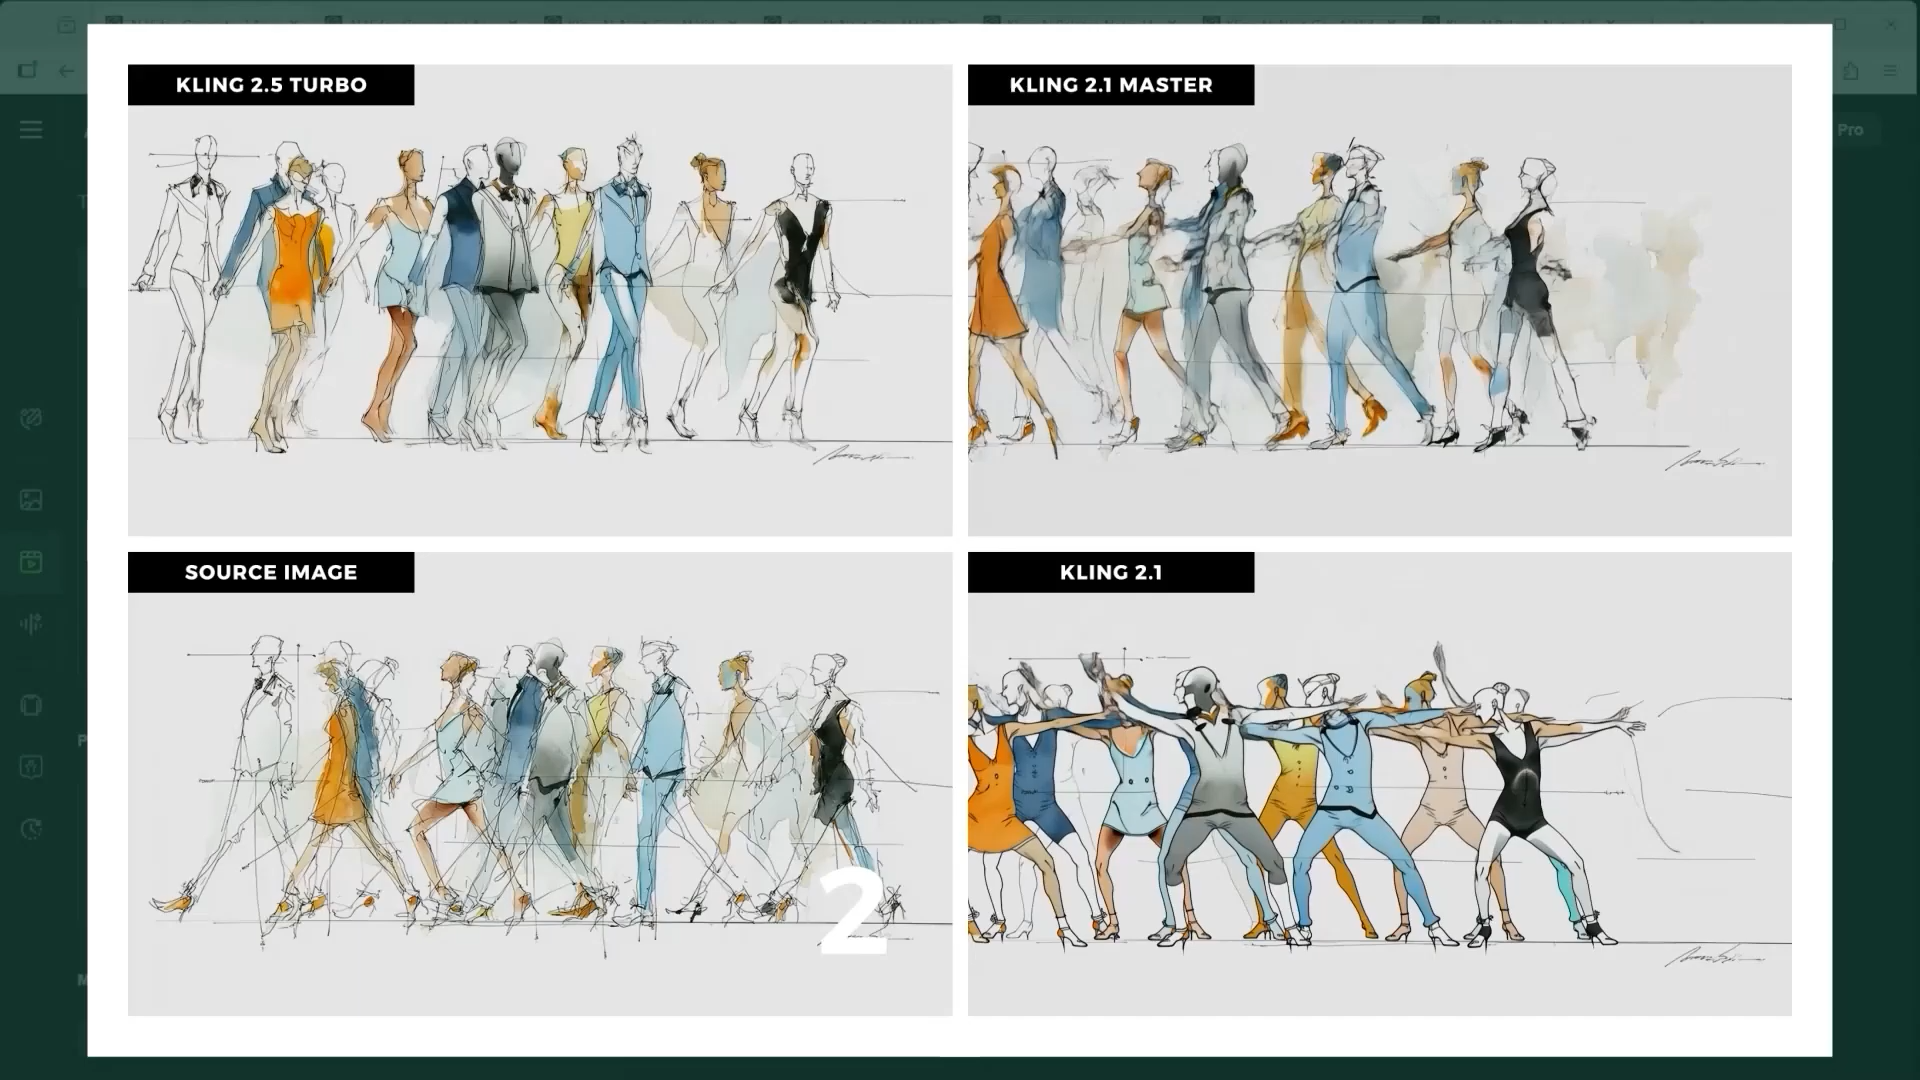 Pro
KLING 2.5 TURBO
KLING 2.1 MASTER
SOURCE IMAGE
KLING 2.1
2